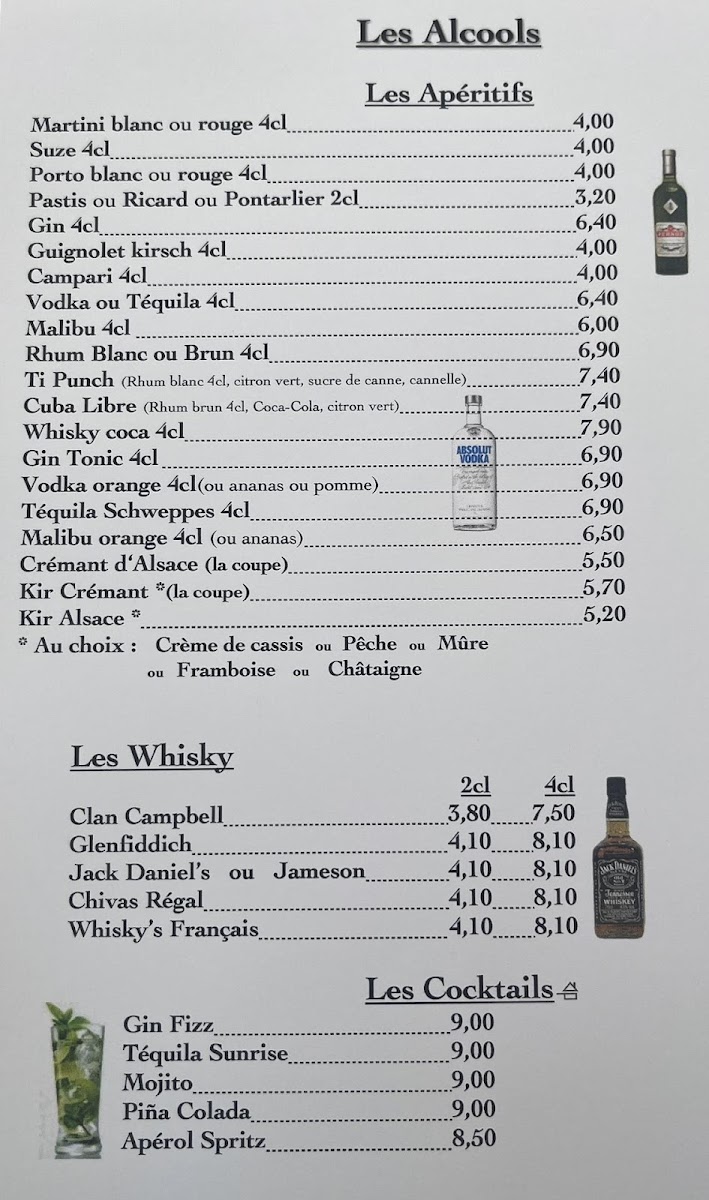 Les Alcools
Les Apéritifs
Martini blanc ou rouge 4cl 4,00
Suze 4cl 4,00
Porto blanc ou rouge 4cl 4,00
Pastis ou Ricard ou Pontarlier 2cl 3,20
Gin 4cl 6,40
Guignolet kirsch 4cl 4,00
Campari 4cl 4,00
Vodka ou Téquila 4cl 6,40
Malibu 4cl 6,00
Rhum Blanc ou Brun 4cl 6,90
Ti Punch (Rhum blanc 4cl, citron vert, sucre de canne, cannelle) 7,40
Cuba Libre (Rhum brun 4cl, Coca-Cola, citron vert) 7,40
Whisky coca 4cl 7,90
Gin Tonic 4cl 6,90
Vodka orange 4cl(ou ananas ou pomme) 6,90
Téquila Schweppes 4cl 6,90
Malibu orange 4cl (ou ananas) 6,50
Crémant d'Alsace (la coupe) 5,50
Kir Crémant *(la coupe) 5,70
Kir Alsace * 5,20
* Au choix : Crème de cassis ou Pêche ou Mûre
ou Framboise ou Châtaigne
ABSOLUT
VODKA
Les Whisky
2cl 4cl
Clan Campbell 3,80 7,50
Glenfiddich 4,10 8,10
Jack Daniel's ou Jameson 4,10 8,10
Chivas Régal 4,10 8,10
Whisky's Français 4,10 8,10
JACK DANIEL'S
Tennessee
WHISKEY
Les Cocktails
Gin Fizz 9,00
Téquila Sunrise 9,00
Mojito 9,00
Piña Colada 9,00
Apérol Spritz 8,50